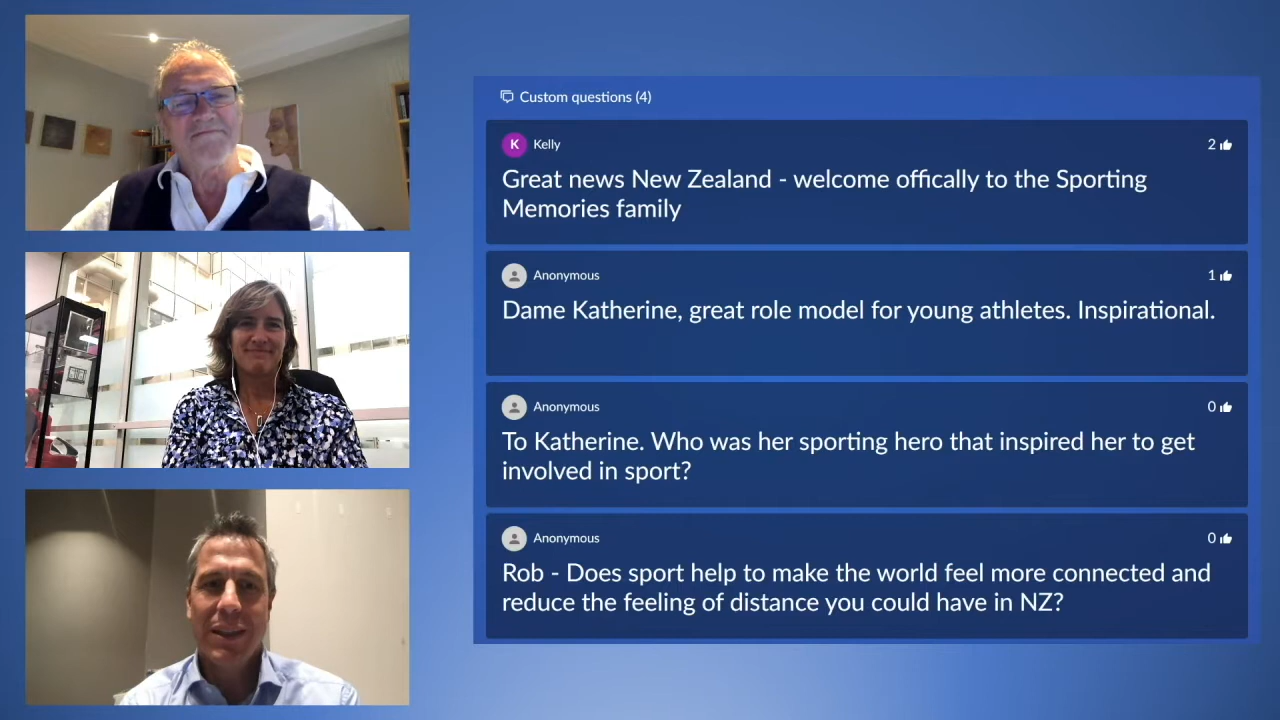 Custom questions (4)
K Kelly 2
Great news New Zealand - welcome offically to the Sporting
Memories family
Anonymous 1
Dame Katherine, great role model for young athletes. Inspirational.
Anonymous 0
To Katherine. Who was her sporting hero that inspired her to get
involved in sport?
Anonymous 0
Rob - Does sport help to make the world feel more connected and
reduce the feeling of distance you could have in NZ?